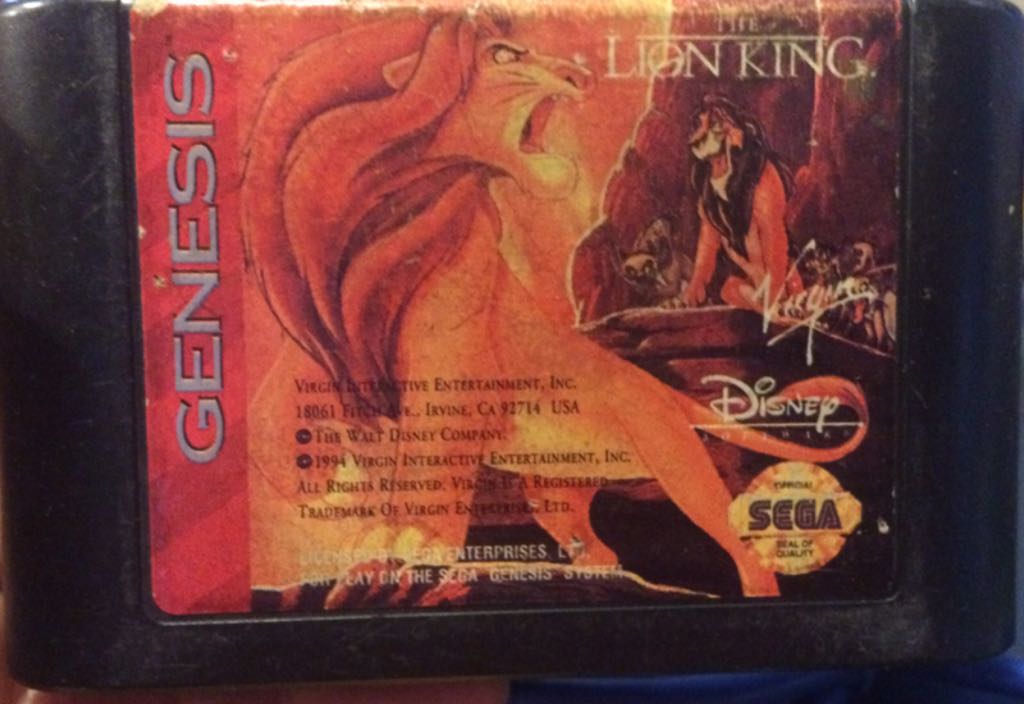 GENESIS
THE
LION KING
Virgin
Disney
SOFTWARE
VIRGIN INTERACTIVE ENTERTAINMENT, INC.
18061 FITCH AVE., IRVINE, CA 92714 USA
© THE WALT DISNEY COMPANY.
© 1994 VIRGIN INTERACTIVE ENTERTAINMENT, INC.
ALL RIGHTS RESERVED. VIRGIN IS A REGISTERED
TRADEMARK OF VIRGIN ENTERPRISES, LTD.
LICENSED BY SEGA ENTERPRISES, LTD.
FOR PLAY ON THE SEGA GENESIS SYSTEM.
OFFICIAL
SEGA
SEAL OF
QUALITY